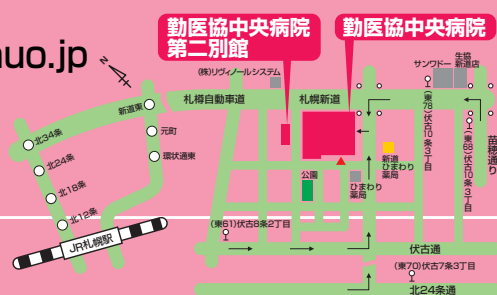 勤医協中央病院
第二別館
勤医協中央病院
uo.jp
N
(株)リヴィノールシステム
サンワドー
生協
新道店
新道東
札樽自動車道
札幌新道
北34条
元町
(東78)伏古10条3丁目
(東68)伏古10条3丁目
苗穂通り
北24条
環状通東
新道
ひまわり
薬局
公園
ひまわり
薬局
北18条
北12条
(東61)伏古8条2丁目
JR札幌駅
伏古通
(東70)伏古7条3丁目
北24条通